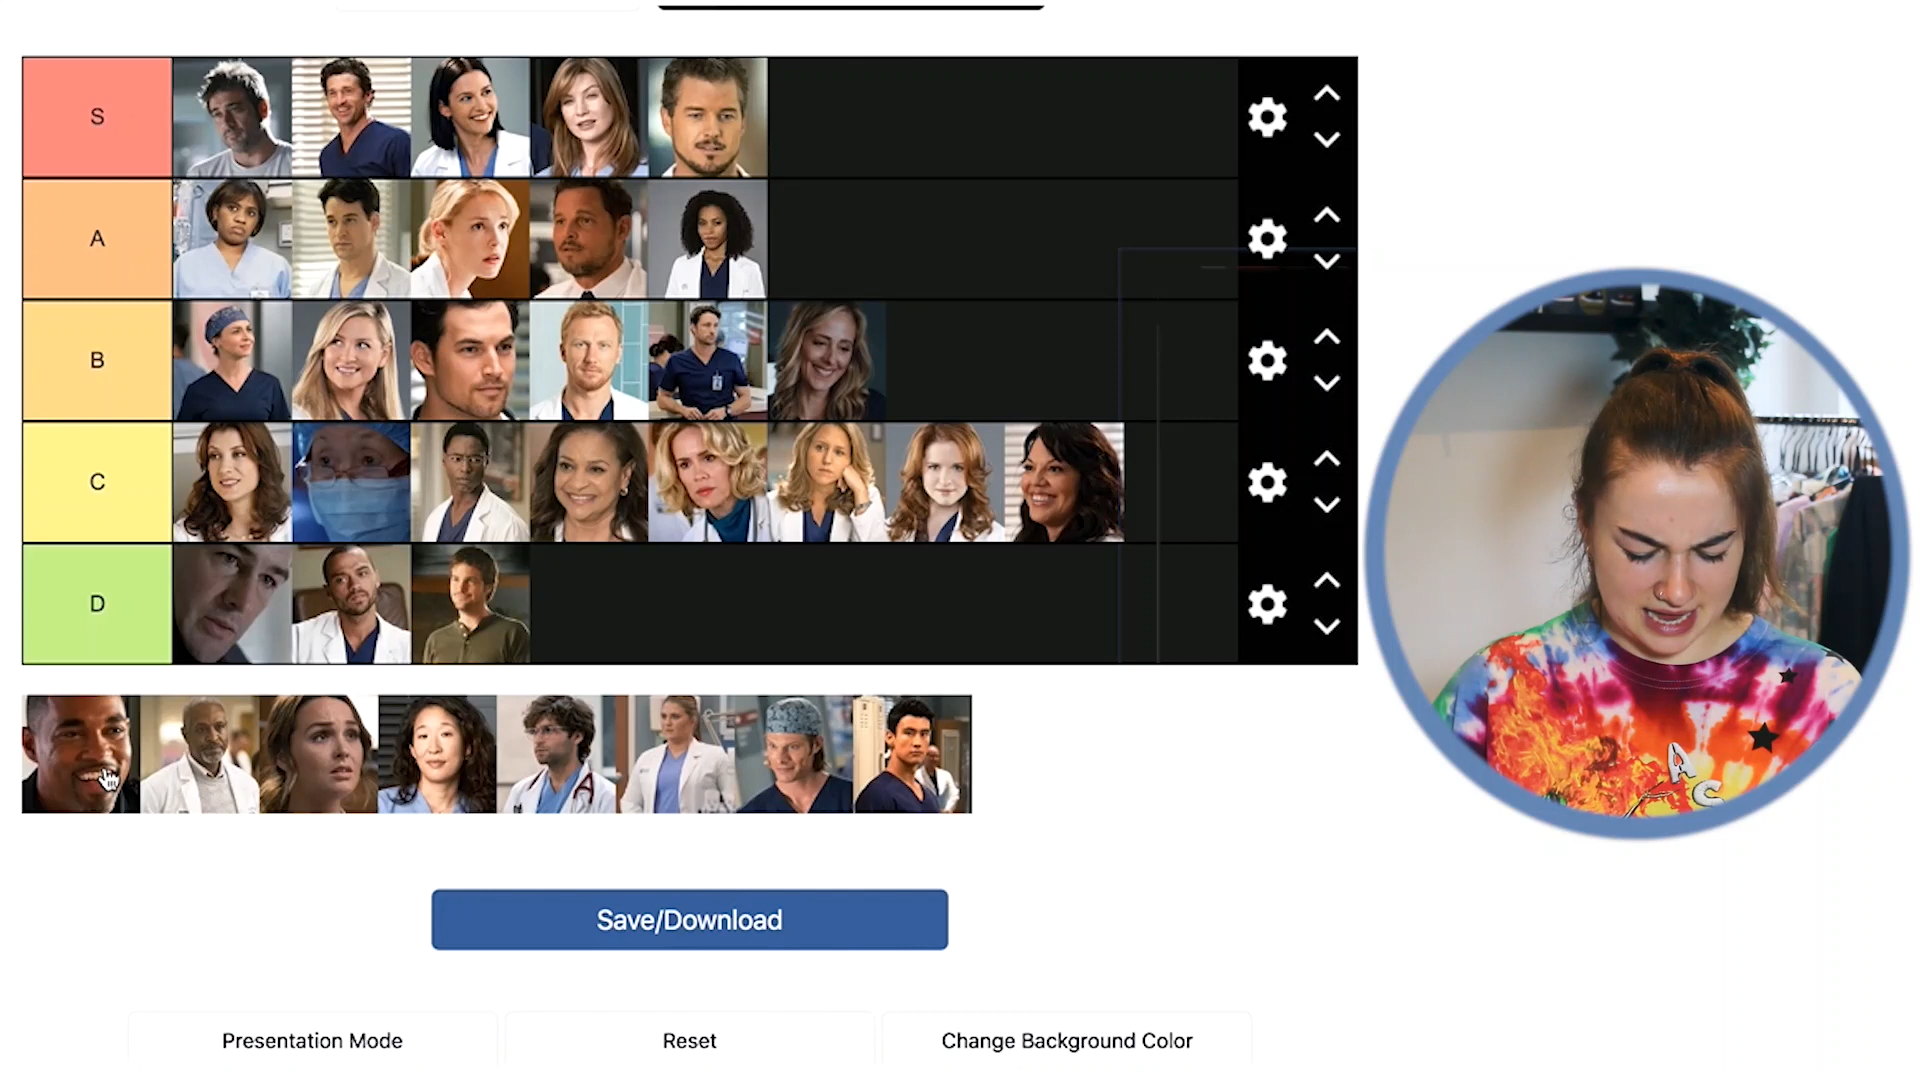 S
A
B
C
D
A
S
Save/Download
Presentation Mode
Reset
Change Background Color